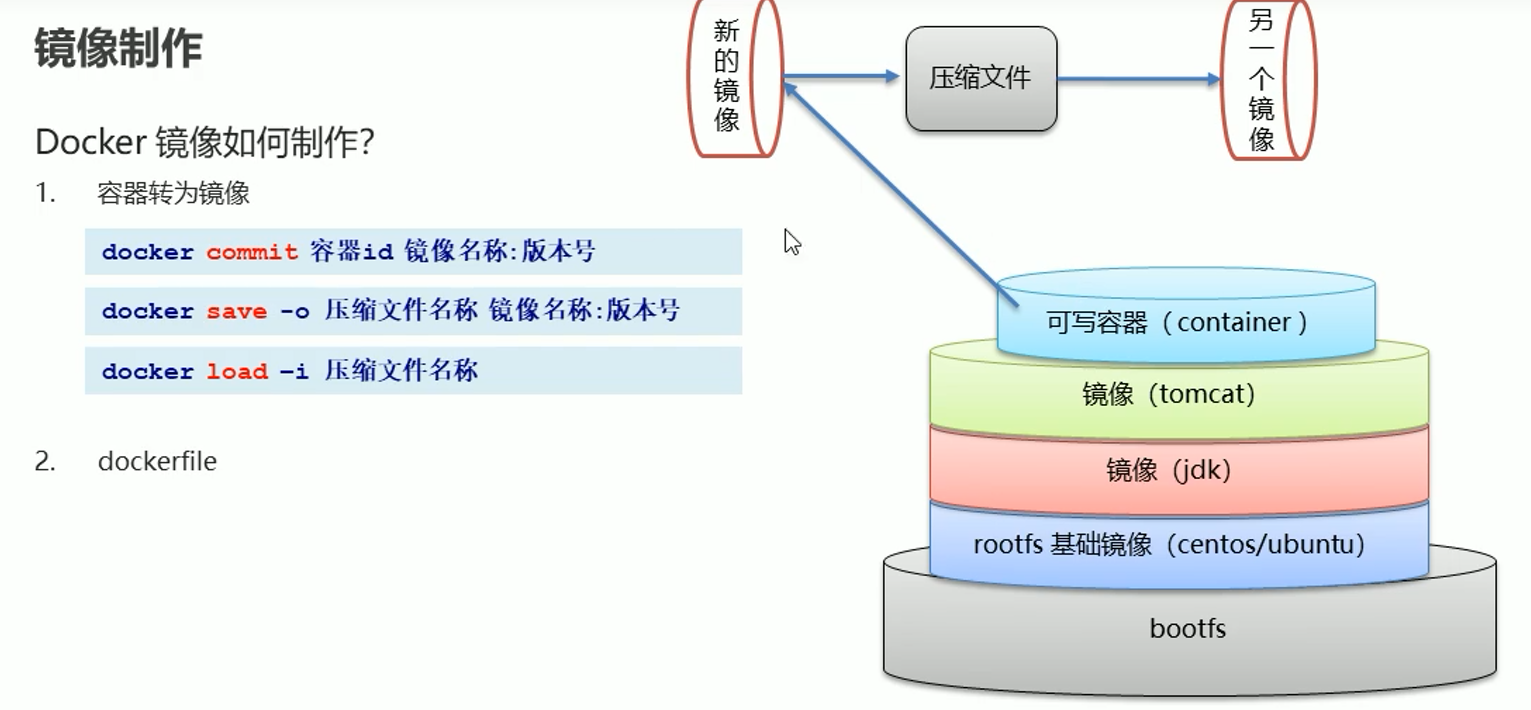 镜像制作
Docker 镜像如何制作？
1. 容器转为镜像
docker commit 容器id 镜像名称:版本号
docker save -o 压缩文件名称 镜像名称:版本号
docker load –i 压缩文件名称
2. dockerfile
新的镜像
压缩文件
另一个镜像
可写容器（container）
镜像（tomcat）
镜像（jdk）
rootfs 基础镜像（centos/ubuntu）
bootfs